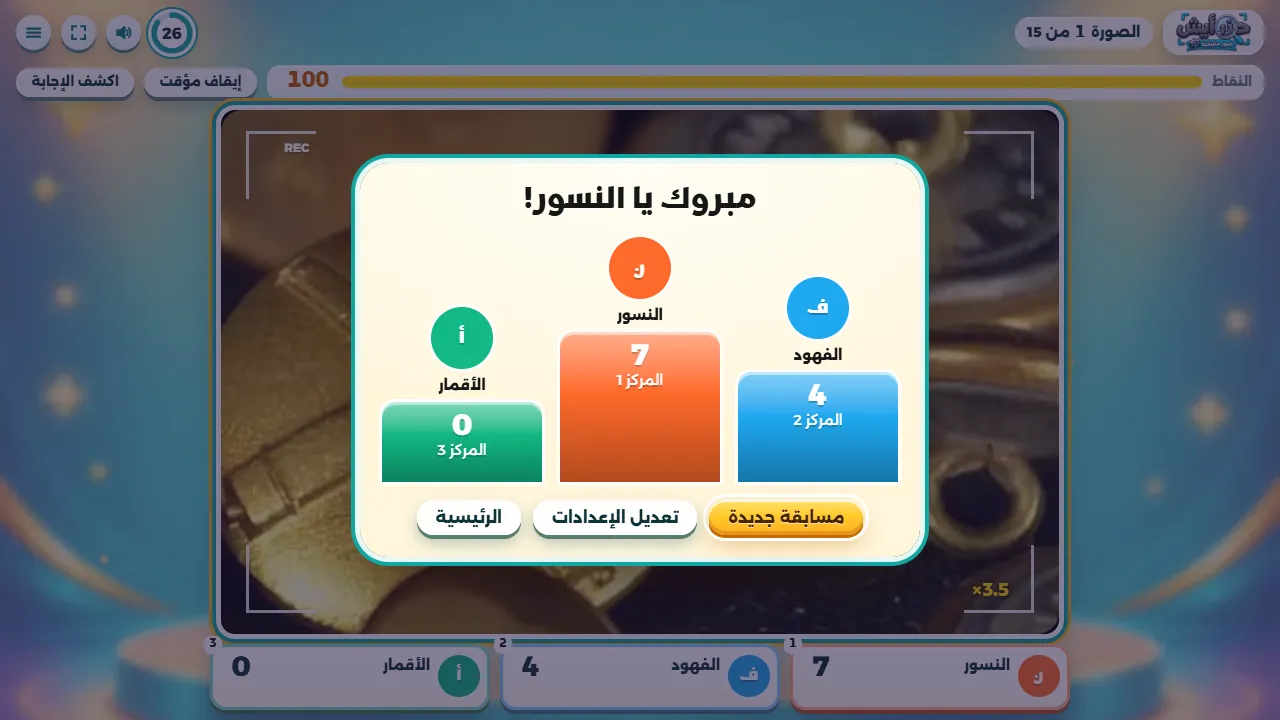 الصورة 1 من 15
26
النقاط
100
إيقاف مؤقت
اكشف الإجابة
REC
مبروك يا النسور!
ن
النسور
7
المركز 1
ف
الفهود
4
المركز 2
أ
الأقمار
0
المركز 3
مسابقة جديدة
تعديل الإعدادات
الرئيسية
×3.5
1
ن
النسور
7
2
ف
الفهود
4
3
أ
الأقمار
0